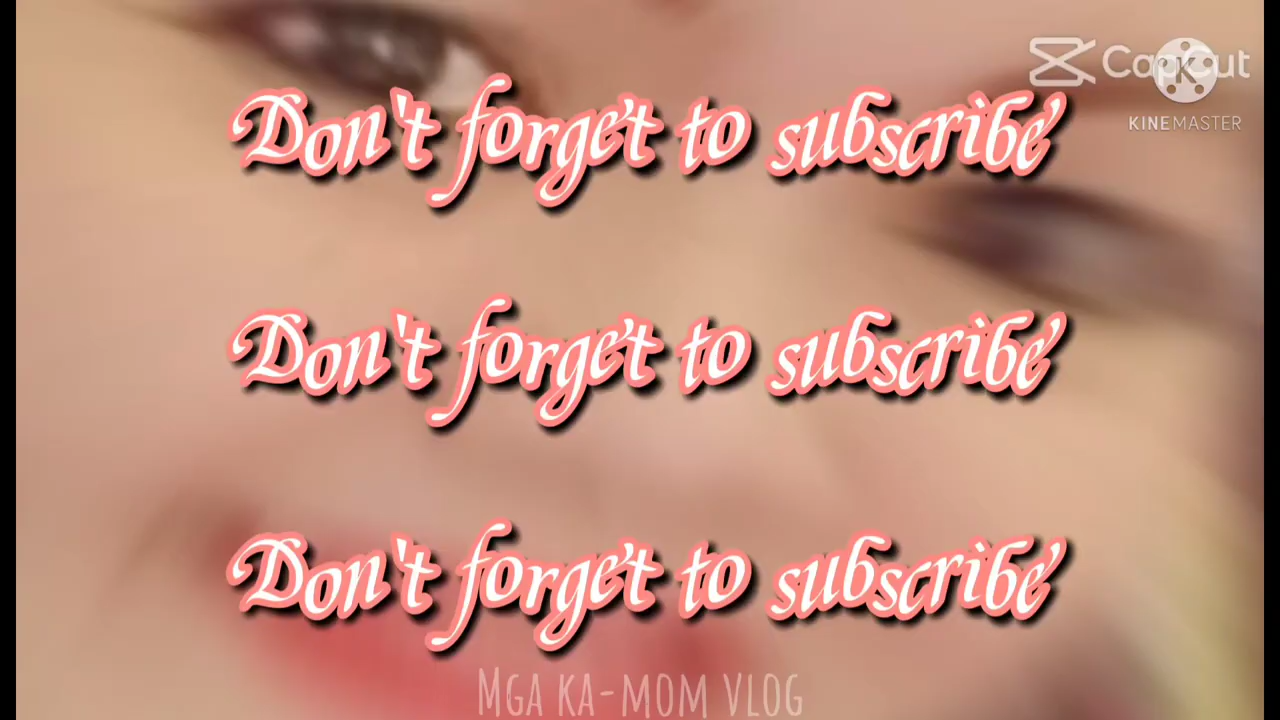 CapCut
K
KINEMASTER
Don't forget to subscribe
Don't forget to subscribe
Don't forget to subscribe
MGA KA-MOM VLOG